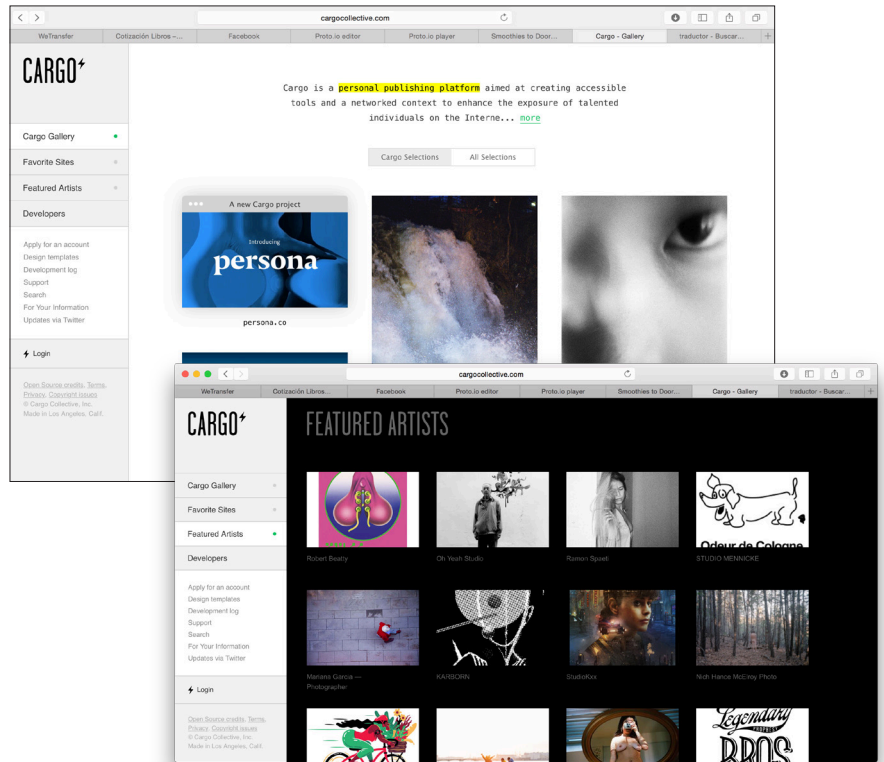 cargocollective.com
WeTransfer
Cotización Libros –...
Facebook
Proto.io editor
Proto.io player
Smoothies to Door...
Cargo - Gallery
traductor - Buscar...
CARGO
Cargo is a personal publishing platform aimed at creating accessible
tools and a networked context to enhance the exposure of talented
individuals on the Interne... more
Cargo Selections
All Selections
Cargo Gallery
Favorite Sites
Featured Artists
Developers
Apply for an account
Design templates
Development log
Support
Search
For Your Information
Updates via Twitter
Login
Open Source credits, Terms,
Privacy, Copyright issues
© Cargo Collective, Inc.
Made in Los Angeles, Calif.
A new Cargo project
Introducing
persona
persona.co
cargocollective.com
WeTransfer
Cotización Libros...
Facebook
Proto.io editor
Proto.io player
Smoothies to Door...
Cargo - Gallery
traductor - Buscar...
CARGO
FEATURED ARTISTS
Cargo Gallery
Favorite Sites
Featured Artists
Developers
Apply for an account
Design templates
Development log
Support
Search
For Your Information
Updates via Twitter
Login
Open Source credits, Terms,
Privacy, Copyright issues
© Cargo Collective, Inc.
Made in Los Angeles, Calif.
Robert Beatty
Oh Yeah Studio
Ramon Spaeti
Odeur de Cologne
STUDIO MENNICKE
Mariana Garcia —
Photographer
KARBORN
StudioKxx
Nich Hance McElroy Photo
Legendary
BROS